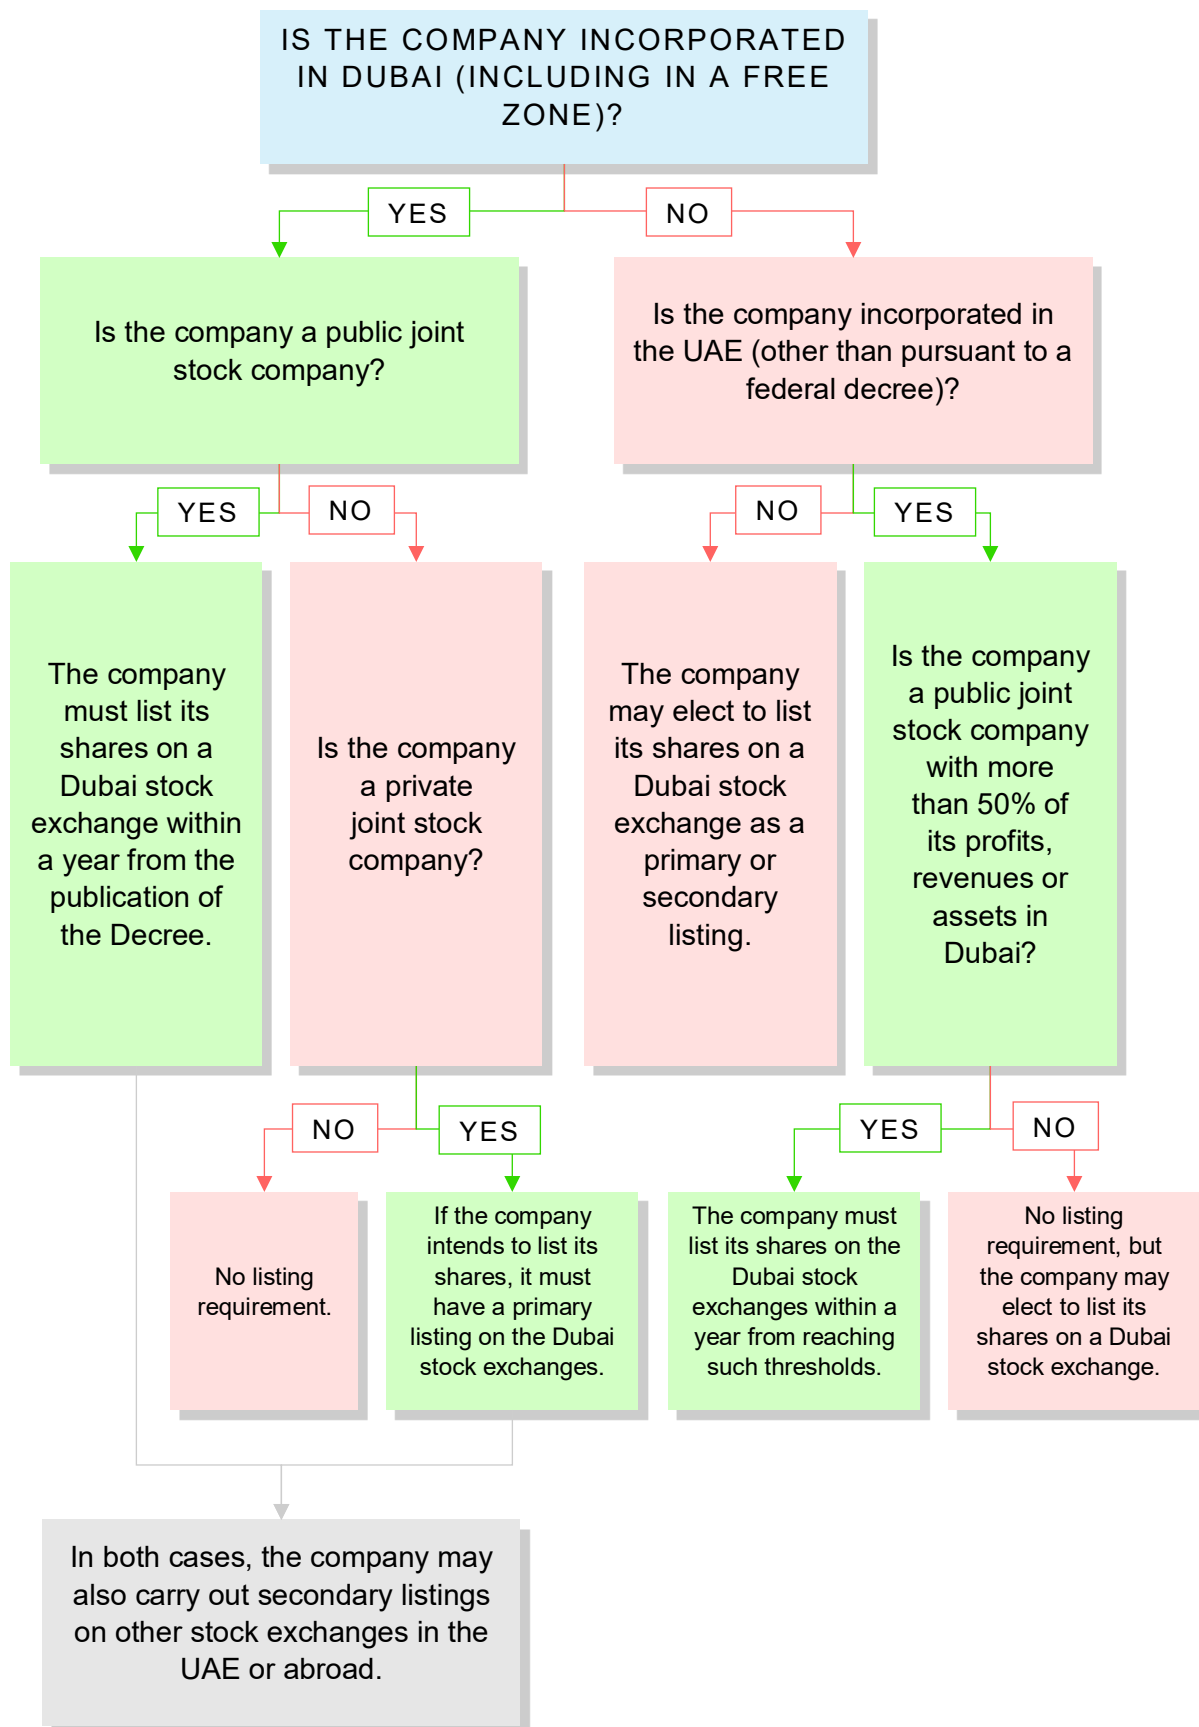 IS THE COMPANY INCORPORATED
IN DUBAI (INCLUDING IN A FREE
ZONE)?
YES
NO
Is the company a public joint
stock company?
Is the company incorporated in
the UAE (other than pursuant to a
federal decree)?
YES
NO
NO
YES
The company
must list its
shares on a
Dubai stock
exchange within
a year from the
publication of
the Decree.
Is the company
a private
joint stock
company?
The company
may elect to list
its shares on a
Dubai stock
exchange as a
primary or
secondary
listing.
Is the company
a public joint
stock company
with more
than 50% of
its profits,
revenues or
assets in
Dubai?
NO
YES
YES
NO
No listing
requirement.
If the company
intends to list its
shares, it must
have a primary
listing on the Dubai
stock exchanges.
The company must
list its shares on the
Dubai stock
exchanges within a
year from reaching
such thresholds.
No listing
requirement, but
the company may
elect to list its
shares on a Dubai
stock exchange.
In both cases, the company may
also carry out secondary listings
on other stock exchanges in the
UAE or abroad.